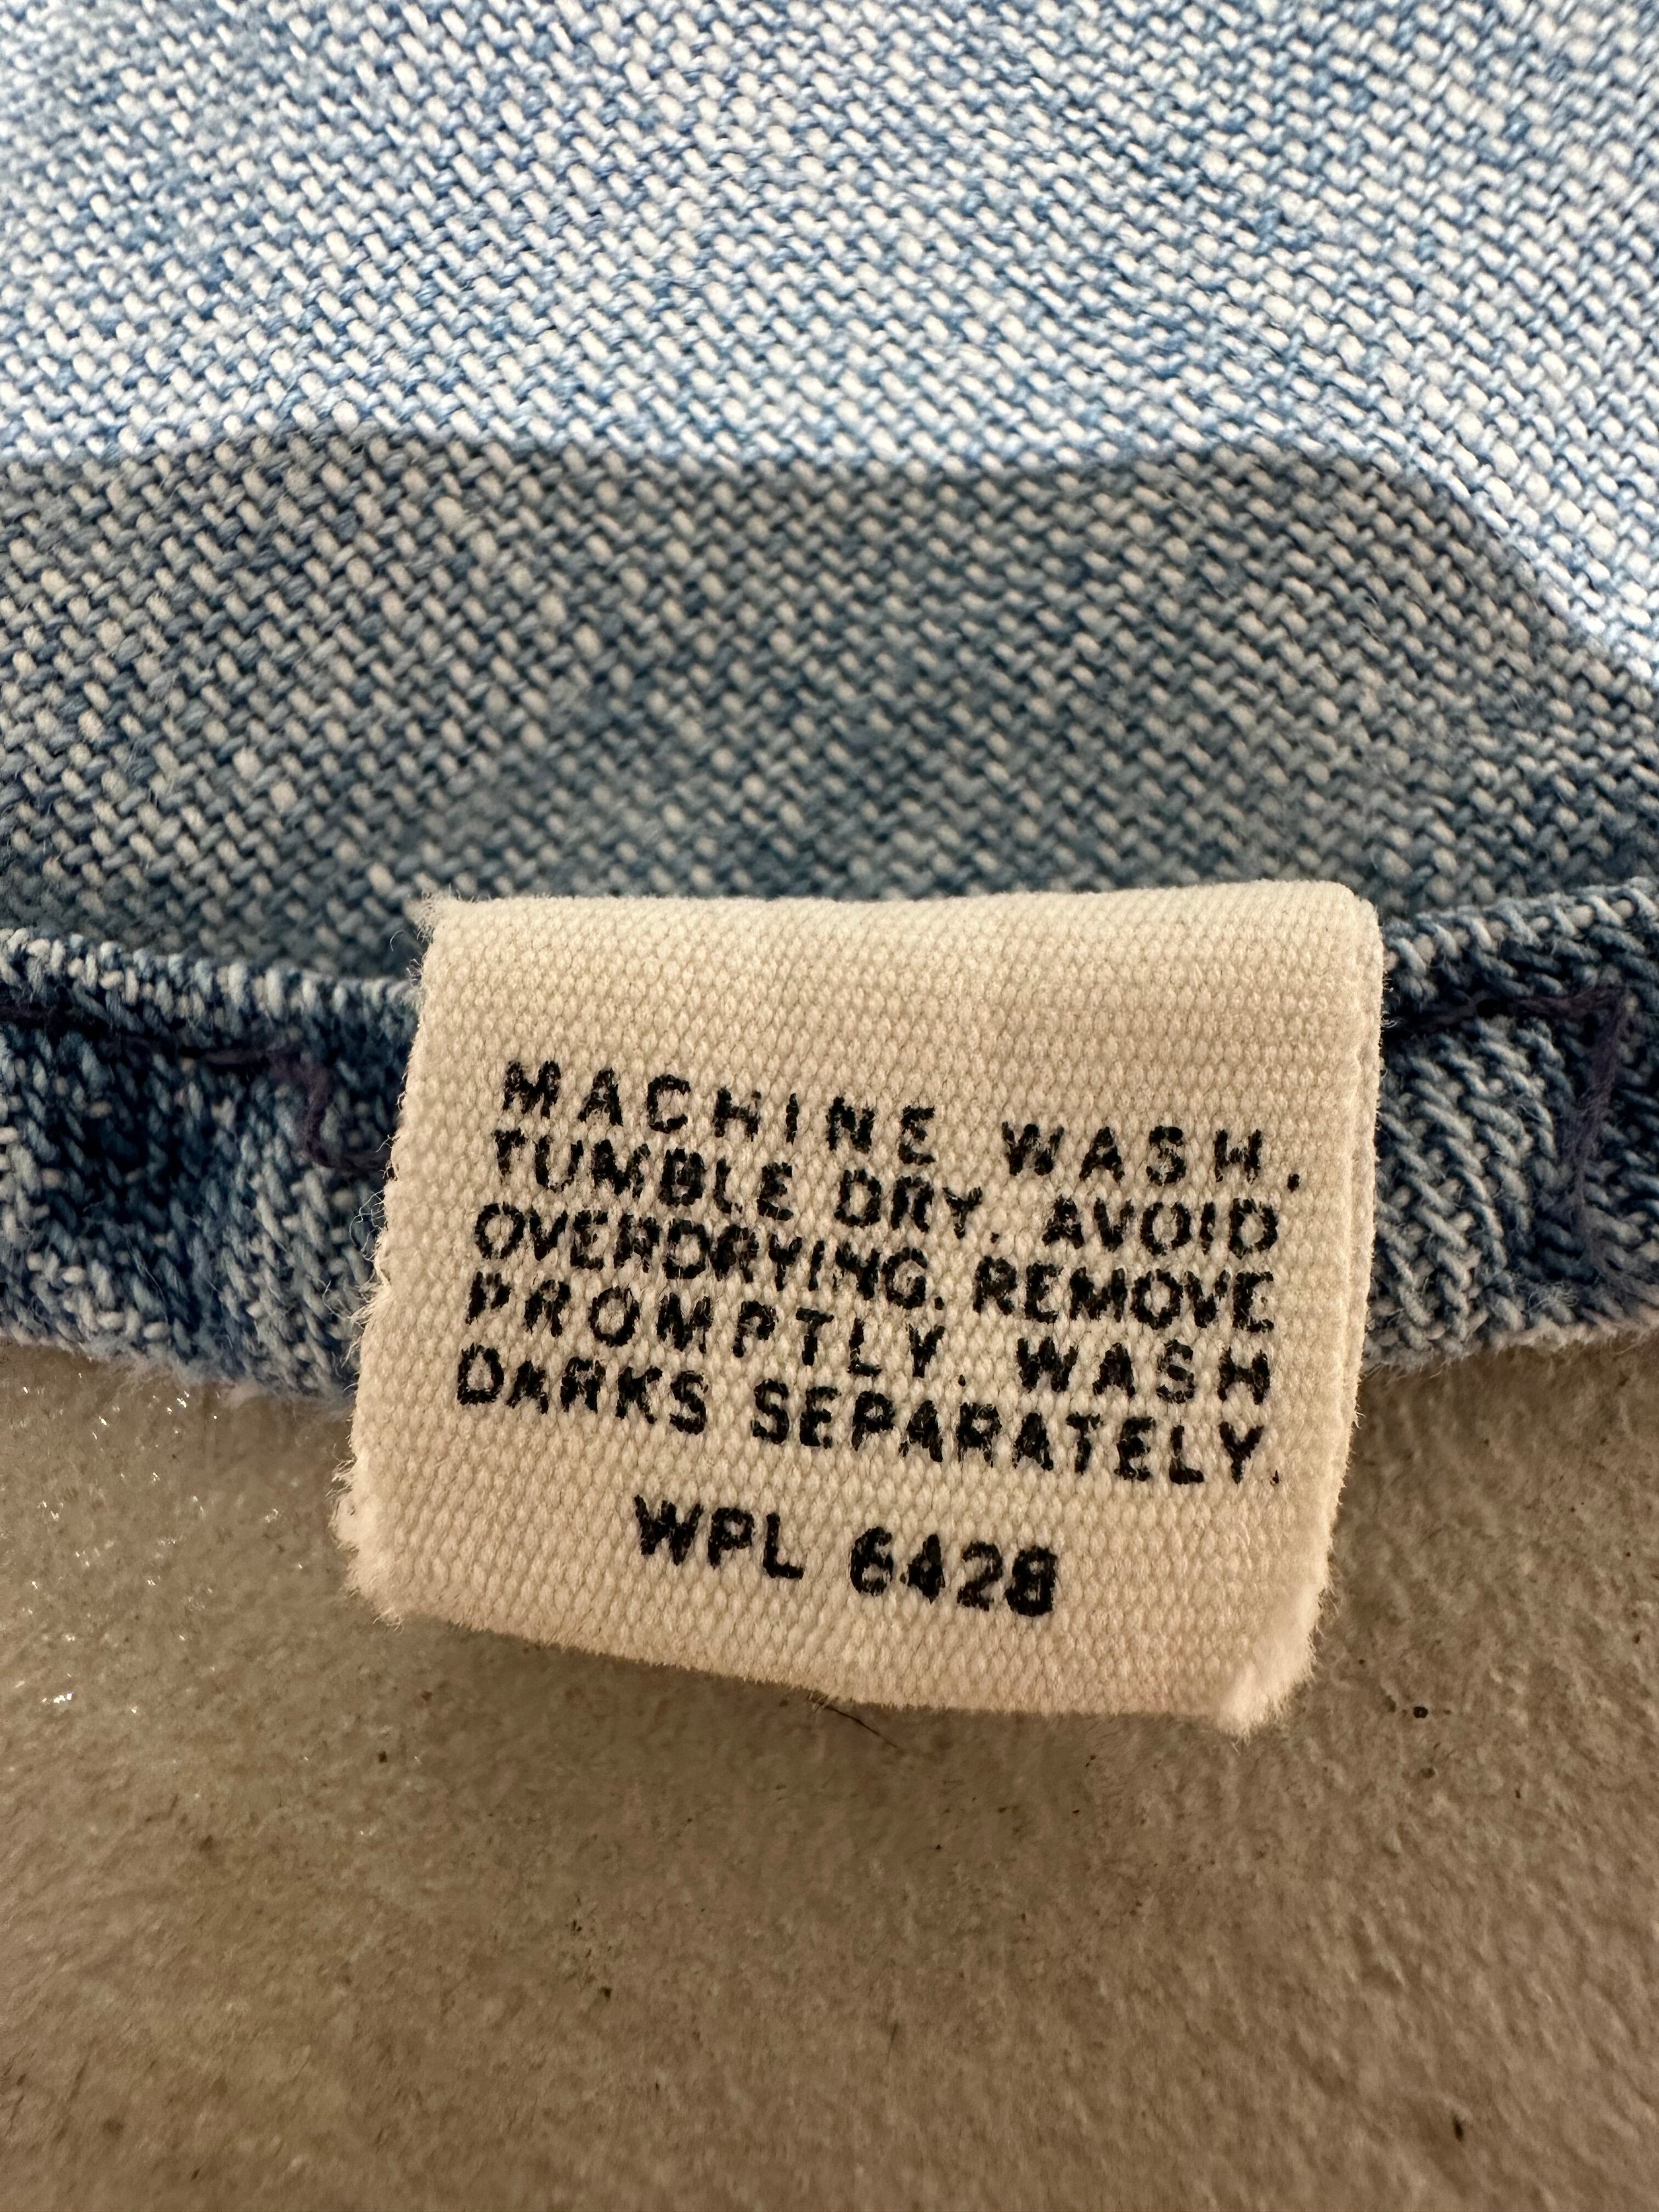 MACHINE WASH.
TUMBLE DRY. AVOID
OVERDRYING. REMOVE
PROMPTLY. WASH
DARKS SEPARATELY.
WPL 6428